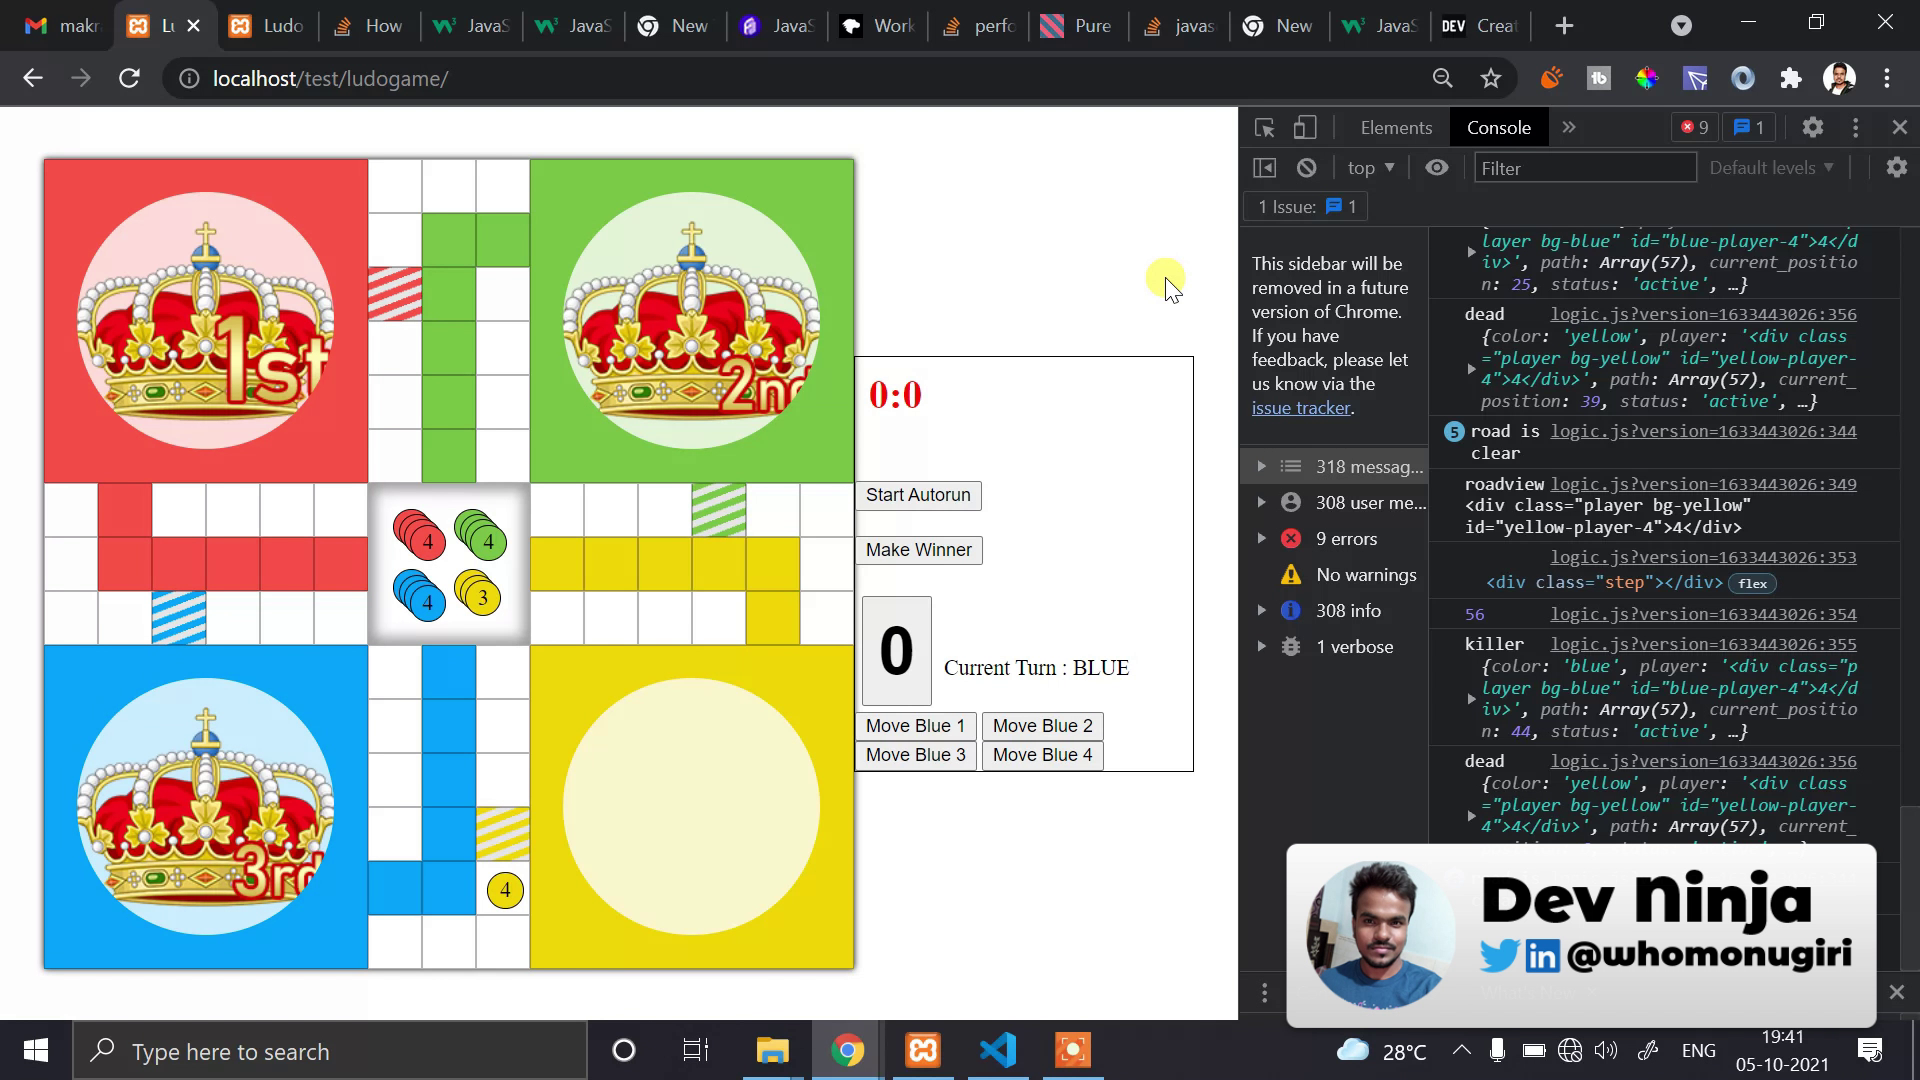 makr
Lu
Ludo
How
JavaS
JavaS
New
JavaS
Work
perfo
Pure
javas
New
JavaS
DEV
Creat
localhost/test/ludogame/
Elements
Console
9
1
top
Filter
Default levels
1 Issue: 1
This sidebar will be
removed in a future
version of Chrome.
If you have
feedback, please let
us know via the
issue tracker.
318 messag...
308 user me...
9 errors
No warnings
308 info
1 verbose
layer bg-blue" id="blue-player-4">4</d
iv>', path: Array(57), current_positio
n: 25, status: 'active', …}
dead logic.js?version=1633443026:356
{color: 'yellow', player: '<div class
="player bg-yellow" id="yellow-player-
4">4</div>', path: Array(57), current_
position: 39, status: 'active', …}
5 road is logic.js?version=1633443026:344
clear
roadview logic.js?version=1633443026:349
<div class="player bg-yellow"
id="yellow-player-4">4</div>
logic.js?version=1633443026:353
<div class="step"></div> flex
56 logic.js?version=1633443026:354
killer logic.js?version=1633443026:355
{color: 'blue', player: '<div class="p
layer bg-blue" id="blue-player-4">4</d
iv>', path: Array(57), current_positio
n: 44, status: 'active', …}
dead logic.js?version=1633443026:356
{color: 'yellow', player: '<div class
="player bg-yellow" id="yellow-player-
4">4</div>', path: Array(57), current_
1st
2nd
3rd
4
4
4
3
4
0:0
Start Autorun
Make Winner
0
Current Turn : BLUE
Move Blue 1
Move Blue 2
Move Blue 3
Move Blue 4
Dev Ninja
@whomonugiri
Type here to search
28°C
ENG
19:41
05-10-2021